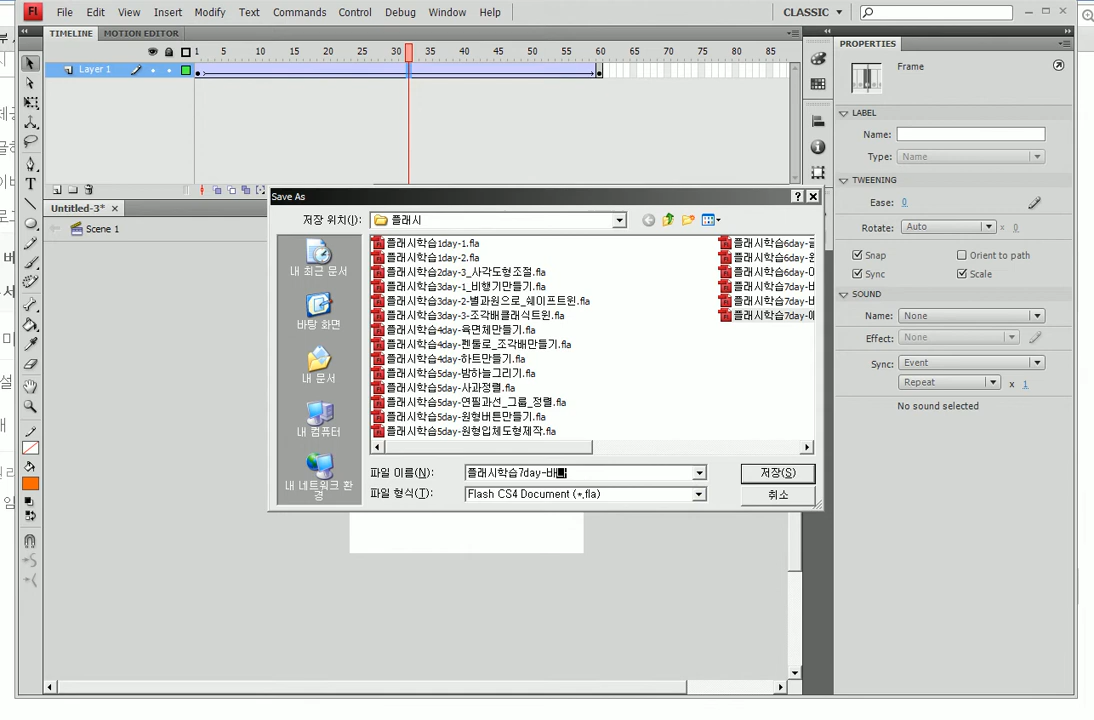 Fl File Edit View Insert Modify Text Commands Control Debug Window Help CLASSIC
TIMELINE MOTION EDITOR
1 5 10 15 20 25 30 35 40 45 50 55 60 65 70 75 80 85
Layer 1
Untitled-3*
Scene 1
Save As
저장 위치(I): 플래시
내 최근 문서
바탕 화면
내 문서
내 컴퓨터
내 네트워크 환경
플래시학습1day-1.fla
플래시학습1day-2.fla
플래시학습2day-3_사각도형조절.fla
플래시학습3day-1_비행기만들기.fla
플래시학습3day-2-별과원으로_쉐이프트윈.fla
플래시학습3day-3-조각배클래식트윈.fla
플래시학습4day-육면체만들기.fla
플래시학습4day-펜툴로_조각배만들기.fla
플래시학습4day-하트만들기.fla
플래시학습5day-밤하늘그리기.fla
플래시학습5day-사과정렬.fla
플래시학습5day-연필과선_그룹_정렬.fla
플래시학습5day-원형버튼만들기.fla
플래시학습5day-원형입체도형제작.fla
플래시학습6day-
플래시학습6day-
플래시학습6day-
플래시학습7day-
플래시학습7day-
플래시학습7day-
파일 이름(N): 플래시학습7day-배
저장(S)
파일 형식(T): Flash CS4 Document (*.fla)
취소
PROPERTIES
Frame
LABEL
Name:
Type: Name
TWEENING
Ease: 0
Rotate: Auto x 0
Snap Orient to path
Sync Scale
SOUND
Name: None
Effect: None
Sync: Event
Repeat x 1
No sound selected